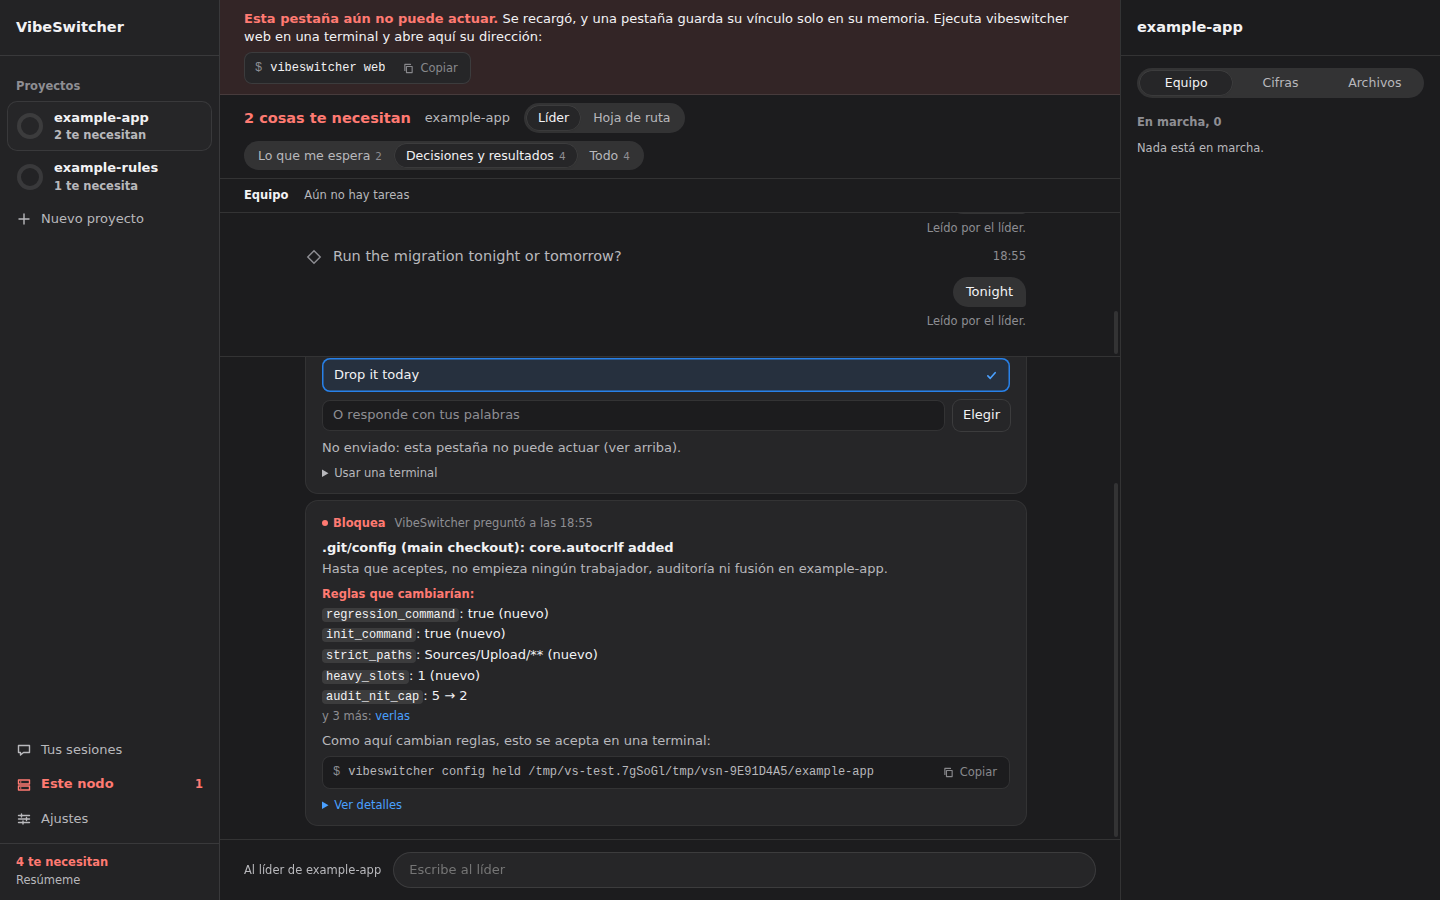 VibeSwitcher
Proyectos
example-app
2 te necesitan
example-rules
1 te necesita
Nuevo proyecto
Tus sesiones
Este nodo 1
Ajustes
4 te necesitan
Resúmeme
Esta pestaña aún no puede actuar. Se recargó, y una pestaña guarda su vínculo solo en su memoria. Ejecuta vibeswitcher
web en una terminal y abre aquí su dirección:
$ vibeswitcher web Copiar
2 cosas te necesitan example-app Líder Hoja de ruta
Lo que me espera 2 Decisiones y resultados 4 Todo 4
Equipo Aún no hay tareas
Leído por el líder.
Run the migration tonight or tomorrow? 18:55
Tonight
Leído por el líder.
Drop it today
O responde con tus palabras Elegir
No enviado: esta pestaña no puede actuar (ver arriba).
Usar una terminal
Bloquea VibeSwitcher preguntó a las 18:55
.git/config (main checkout): core.autocrlf added
Hasta que aceptes, no empieza ningún trabajador, auditoría ni fusión en example-app.
Reglas que cambiarían:
regression_command: true (nuevo)
init_command: true (nuevo)
strict_paths: Sources/Upload/** (nuevo)
heavy_slots: 1 (nuevo)
audit_nit_cap: 5 → 2
y 3 más: verlas
Como aquí cambian reglas, esto se acepta en una terminal:
$ vibeswitcher config held /tmp/vs-test.7gSoGl/tmp/vsn-9E91D4A5/example-app Copiar
Ver detalles
Al líder de example-app Escribe al líder
example-app
Equipo Cifras Archivos
En marcha, 0
Nada está en marcha.